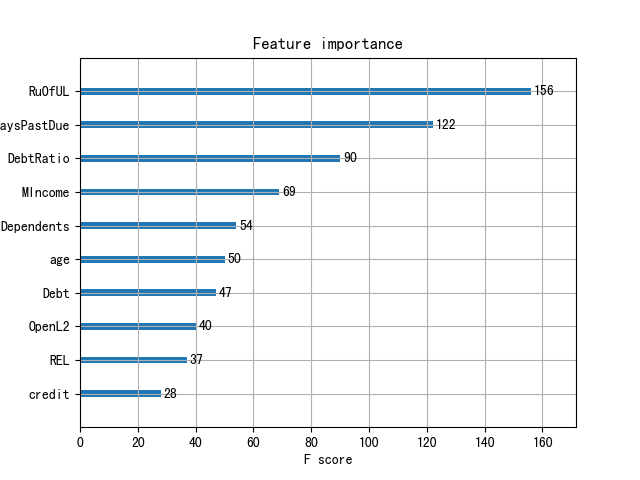 Feature importance
RuOfUL 156
aysPastDue 122
DebtRatio 90
MIncome 69
Dependents 54
age 50
Debt 47
OpenL2 40
REL 37
credit 28
0 20 40 60 80 100 120 140 160
F score